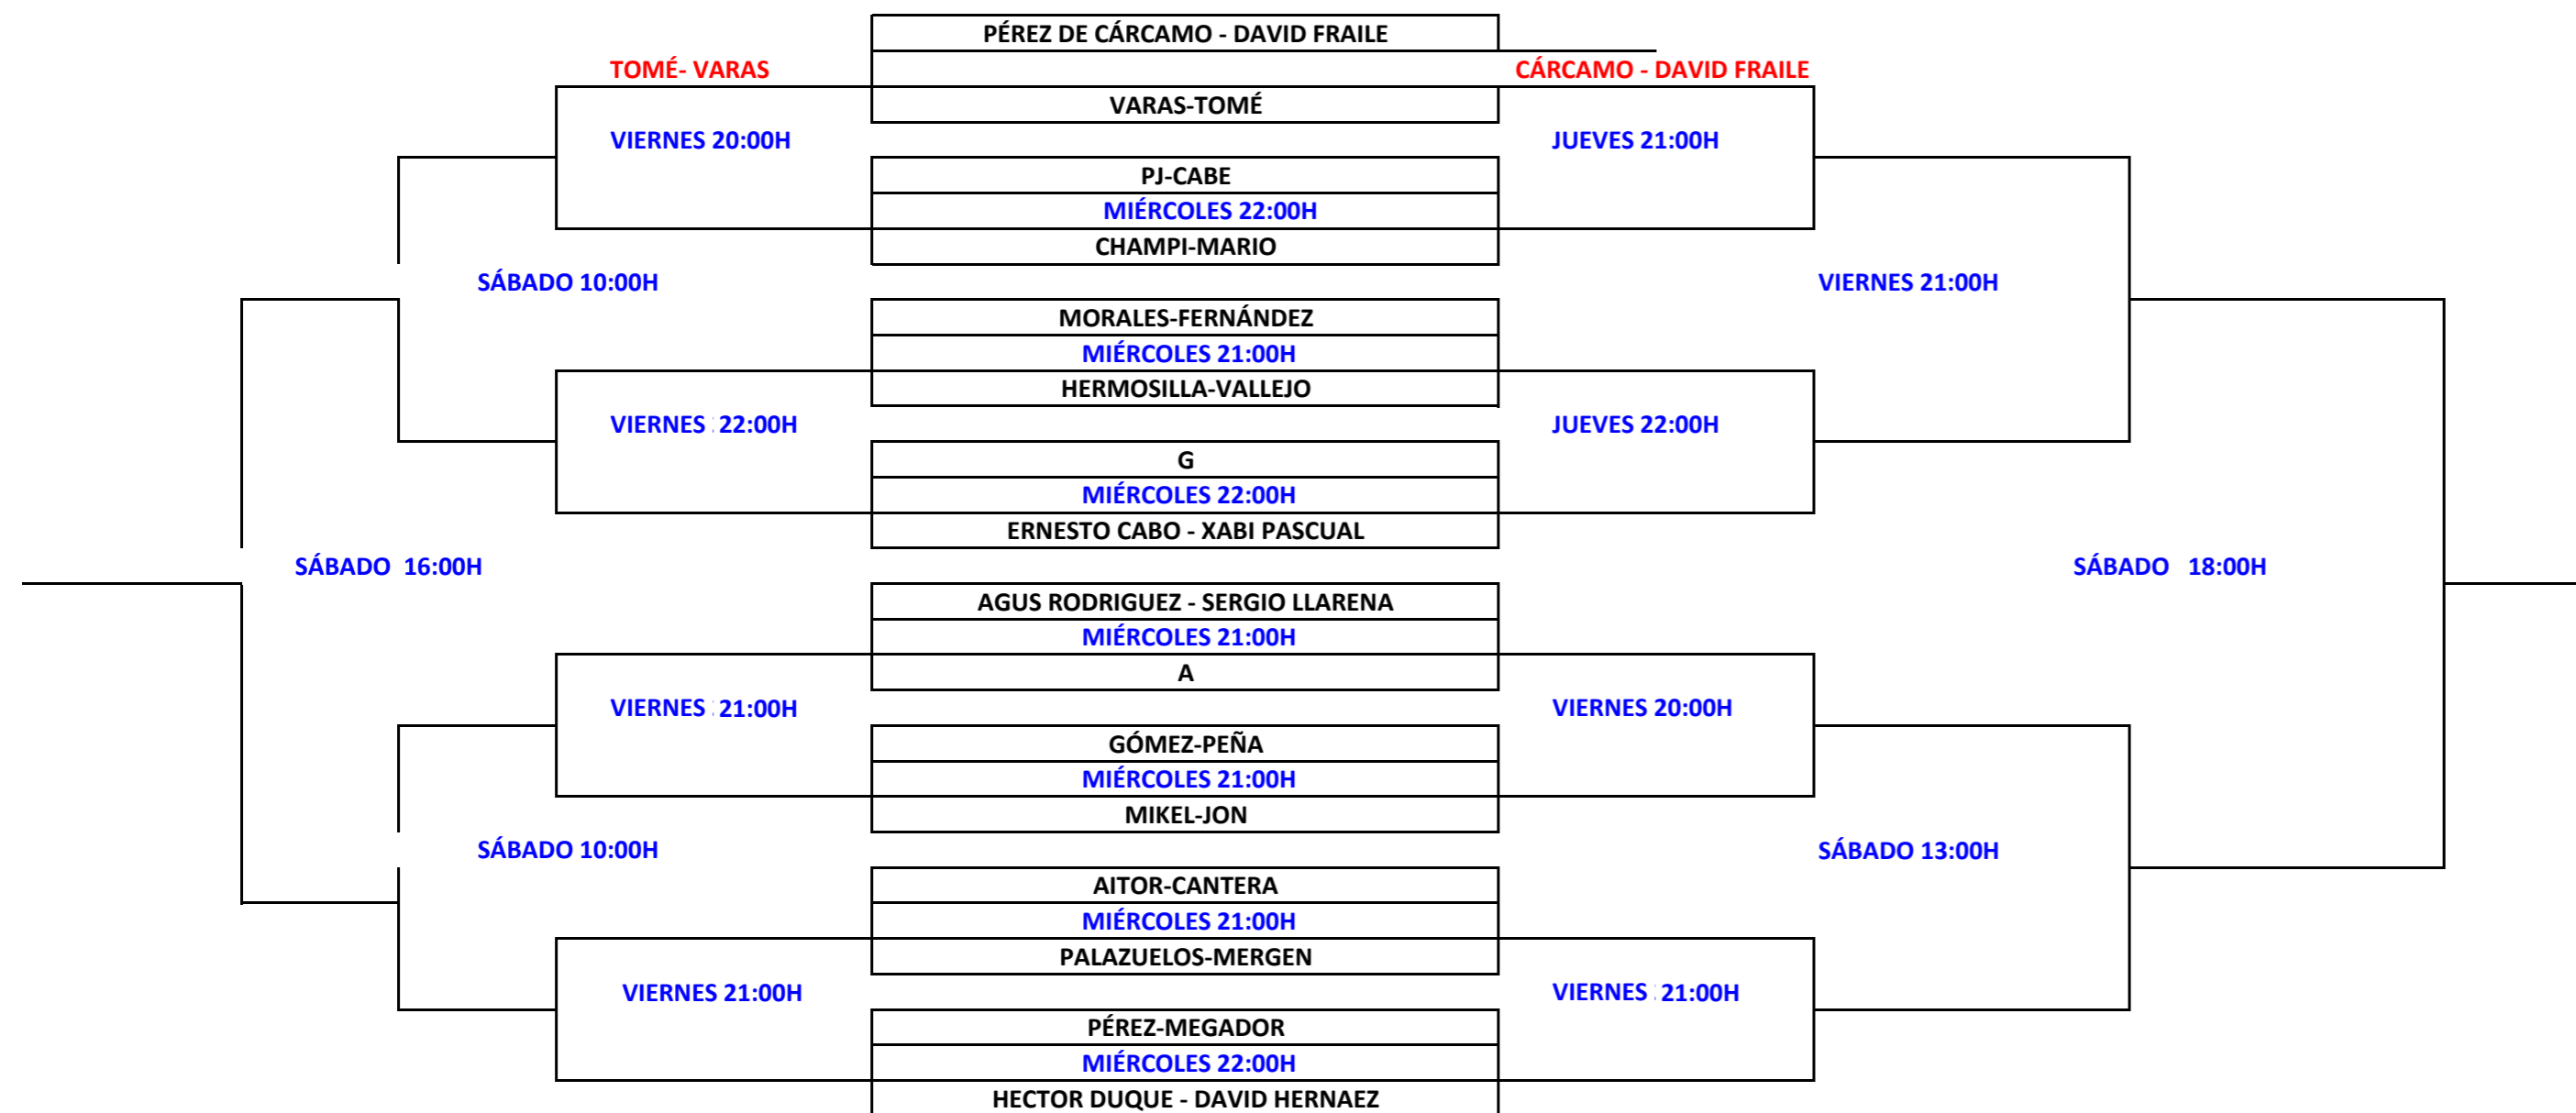 PÉREZ DE CÁRCAMO - DAVID FRAILE
TOMÉ- VARAS
CÁRCAMO - DAVID FRAILE
VARAS-TOMÉ
VIERNES 20:00H
JUEVES 21:00H
PJ-CABE
MIÉRCOLES 22:00H
CHAMPI-MARIO
SÁBADO 10:00H
VIERNES 21:00H
MORALES-FERNÁNDEZ
MIÉRCOLES 21:00H
HERMOSILLA-VALLEJO
VIERNES 22:00H
JUEVES 22:00H
G
MIÉRCOLES 22:00H
ERNESTO CABO - XABI PASCUAL
SÁBADO 16:00H
SÁBADO 18:00H
AGUS RODRIGUEZ - SERGIO LLARENA
MIÉRCOLES 21:00H
A
VIERNES 21:00H
VIERNES 20:00H
GÓMEZ-PEÑA
MIÉRCOLES 21:00H
MIKEL-JON
SÁBADO 10:00H
SÁBADO 13:00H
AITOR-CANTERA
MIÉRCOLES 21:00H
PALAZUELOS-MERGEN
VIERNES 21:00H
VIERNES 21:00H
PÉREZ-MEGADOR
MIÉRCOLES 22:00H
HECTOR DUQUE - DAVID HERNAEZ